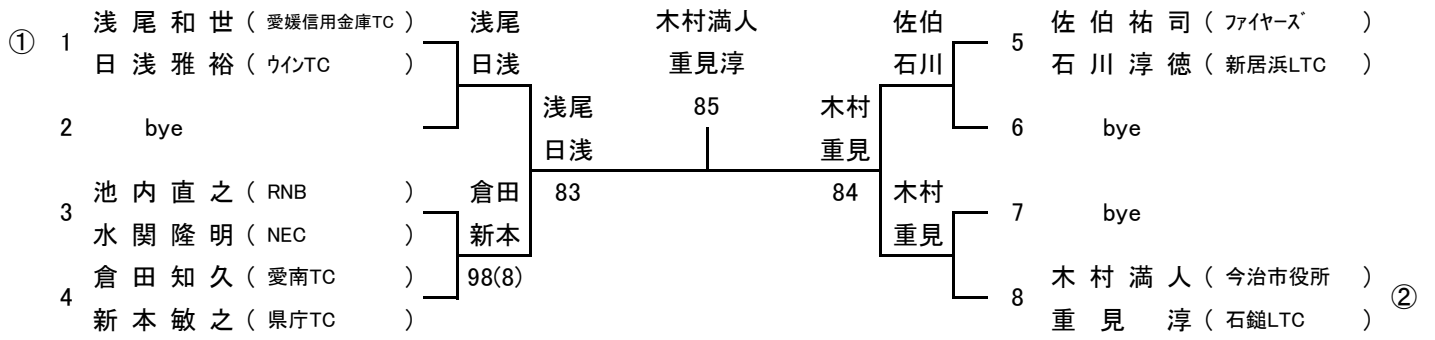 浅尾和世（愛媛信用金庫TC）
① 1
日浅雅裕（ｳｲﾝTC）
2 bye
池内直之（RNB）
3
水関隆明（NEC）
倉田知久（愛南TC）
4
新本敏之（県庁TC）
浅尾
日浅
倉田
新本
98(8)
浅尾
日浅
83
木村満人
重見淳
85
木村
重見
84
佐伯
石川
木村
重見
佐伯祐司（ﾌｧｲﾔｰｽﾞ）
5
石川淳徳（新居浜LTC）
6 bye
7 bye
木村満人（今治市役所）
8 ②
重見淳（石鎚LTC）